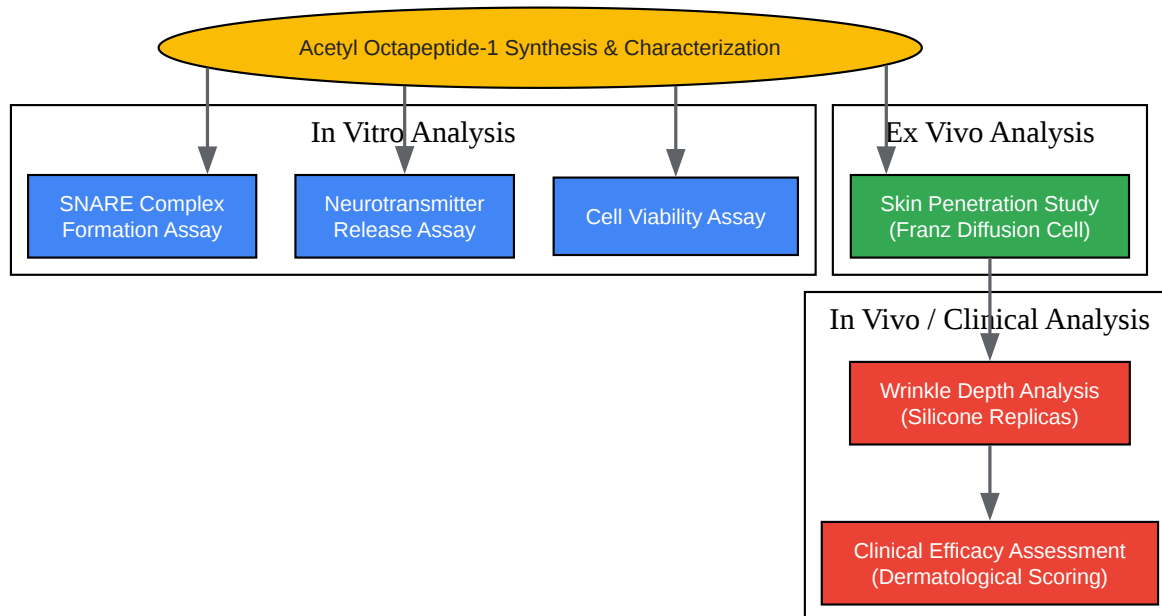 Acetyl Octapeptide-1 Synthesis & Characterization
In Vitro Analysis
SNARE Complex
Formation Assay
Neurotransmitter
Release Assay
Cell Viability Assay
Ex Vivo Analysis
Skin Penetration Study
(Franz Diffusion Cell)
In Vivo / Clinical Analysis
Wrinkle Depth Analysis
(Silicone Replicas)
Clinical Efficacy Assessment
(Dermatological Scoring)